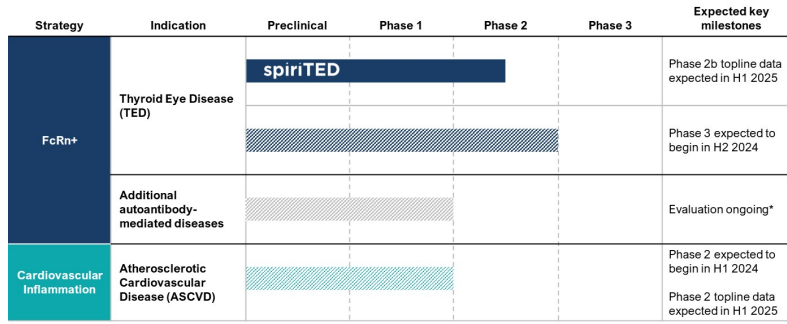 Strategy
Indication
Preclinical
Phase 1
Phase 2
Phase 3
Expected key
milestones
FcRn+
Thyroid Eye Disease
(TED)
spiriTED
Phase 2b topline data
expected in H1 2025
Phase 3 expected to
begin in H2 2024
Additional
autoantibody-
mediated diseases
Evaluation ongoing*
Cardiovascular
Inflammation
Atherosclerotic
Cardiovascular
Disease (ASCVD)
Phase 2 expected to
begin in H1 2024
Phase 2 topline data
expected in H1 2025